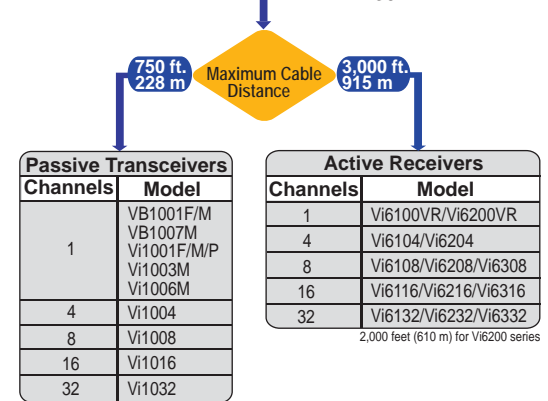 750 ft.
228 m
Maximum Cable
Distance
3,000 ft.
915 m
Passive Transceivers
Channels Model
1
VB1001F/M
VB1007M
Vi1001F/M/P
Vi1003M
Vi1006M
4 Vi1004
8 Vi1008
16 Vi1016
32 Vi1032
Active Receivers
Channels Model
1 Vi6100VR/Vi6200VR
4 Vi6104/Vi6204
8 Vi6108/Vi6208/Vi6308
16 Vi6116/Vi6216/Vi6316
32 Vi6132/Vi6232/Vi6332
2,000 feet (610 m) for Vi6200 series